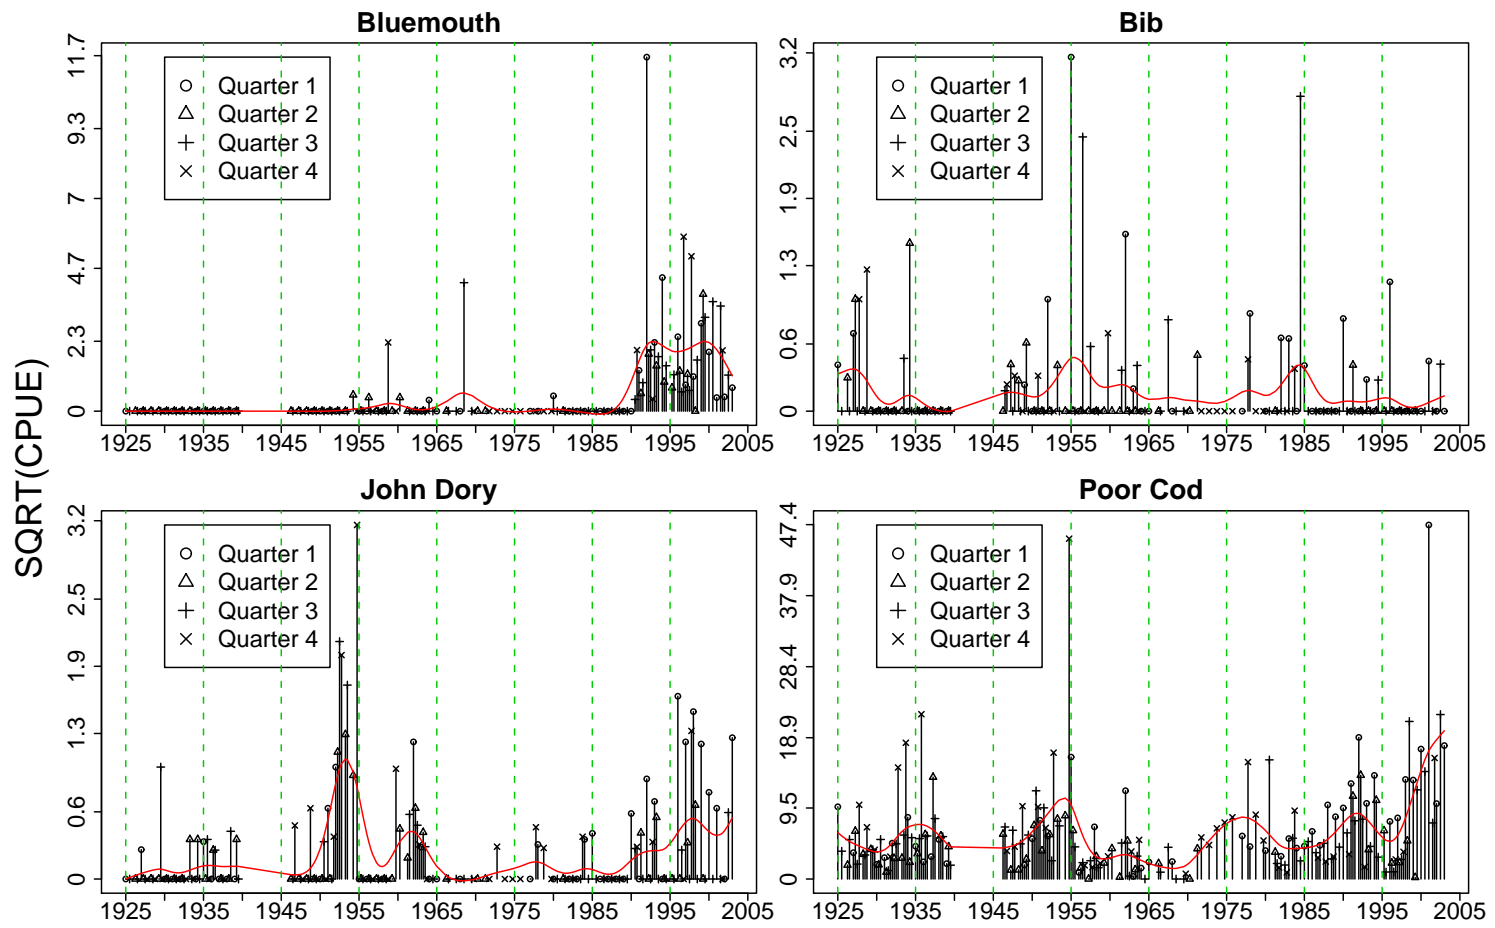 Bluemouth
11.7
9.3
7
4.7
2.3
0
Quarter 1
Quarter 2
Quarter 3
Quarter 4
1925 1935 1945 1955 1965 1975 1985 1995 2005
Bib
3.2
2.5
1.9
1.3
0.6
0
Quarter 1
Quarter 2
Quarter 3
Quarter 4
1925 1935 1945 1955 1965 1975 1985 1995 2005
SQRT(CPUE)
John Dory
3.2
2.5
1.9
1.3
0.6
0
Quarter 1
Quarter 2
Quarter 3
Quarter 4
1925 1935 1945 1955 1965 1975 1985 1995 2005
Poor Cod
47.4
37.9
28.4
18.9
9.5
0
Quarter 1
Quarter 2
Quarter 3
Quarter 4
1925 1935 1945 1955 1965 1975 1985 1995 2005